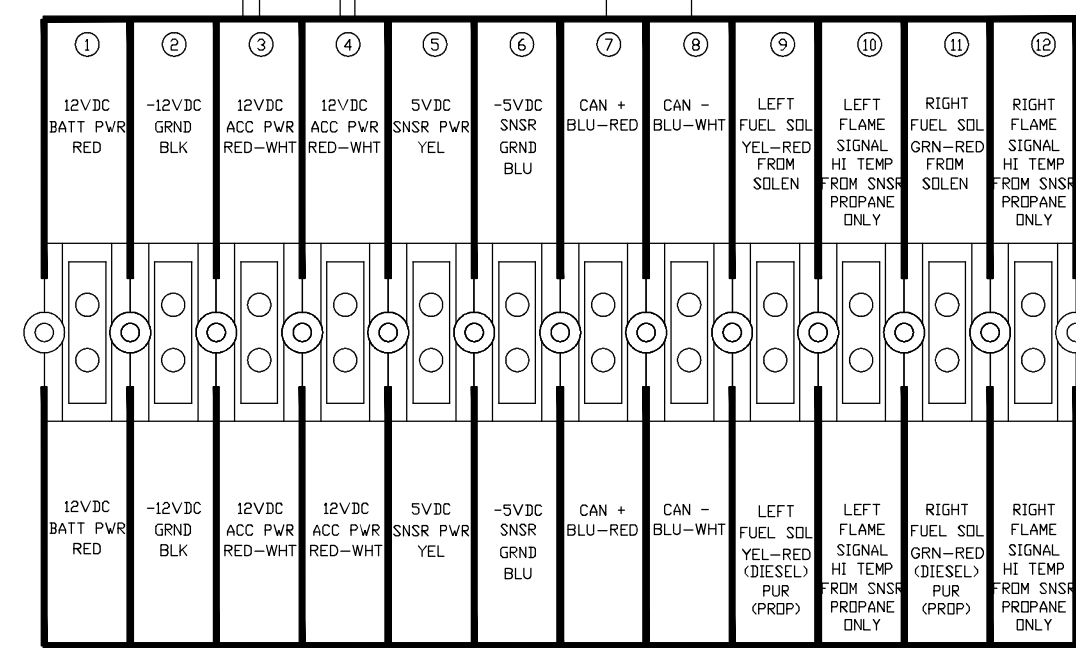 1
12VDC
BATT PWR
RED
2
-12VDC
GRND
BLK
3
12VDC
ACC PWR
RED-WHT
4
12VDC
ACC PWR
RED-WHT
5
5VDC
SNSR PWR
YEL
6
-5VDC
SNSR
GRND
BLU
7
CAN +
BLU-RED
8
CAN -
BLU-WHT
9
LEFT
FUEL SOL
YEL-RED
FROM
SOLEN
10
LEFT
FLAME
SIGNAL
HI TEMP
FROM SNSR
PROPANE
ONLY
11
RIGHT
FUEL SOL
GRN-RED
FROM
SOLEN
12
RIGHT
FLAME
SIGNAL
HI TEMP
FROM SNSR
PROPANE
ONLY
12VDC
BATT PWR
RED
-12VDC
GRND
BLK
12VDC
ACC PWR
RED-WHT
12VDC
ACC PWR
RED-WHT
5VDC
SNSR PWR
YEL
-5VDC
SNSR
GRND
BLU
CAN +
BLU-RED
CAN -
BLU-WHT
LEFT
FUEL SOL
YEL-RED
(DIESEL)
PUR
(PROP)
LEFT
FLAME
SIGNAL
HI TEMP
FROM SNSR
PROPANE
ONLY
RIGHT
FUEL SOL
GRN-RED
(DIESEL)
PUR
(PROP)
RIGHT
FLAME
SIGNAL
HI TEMP
FROM SNSR
PROPANE
ONLY